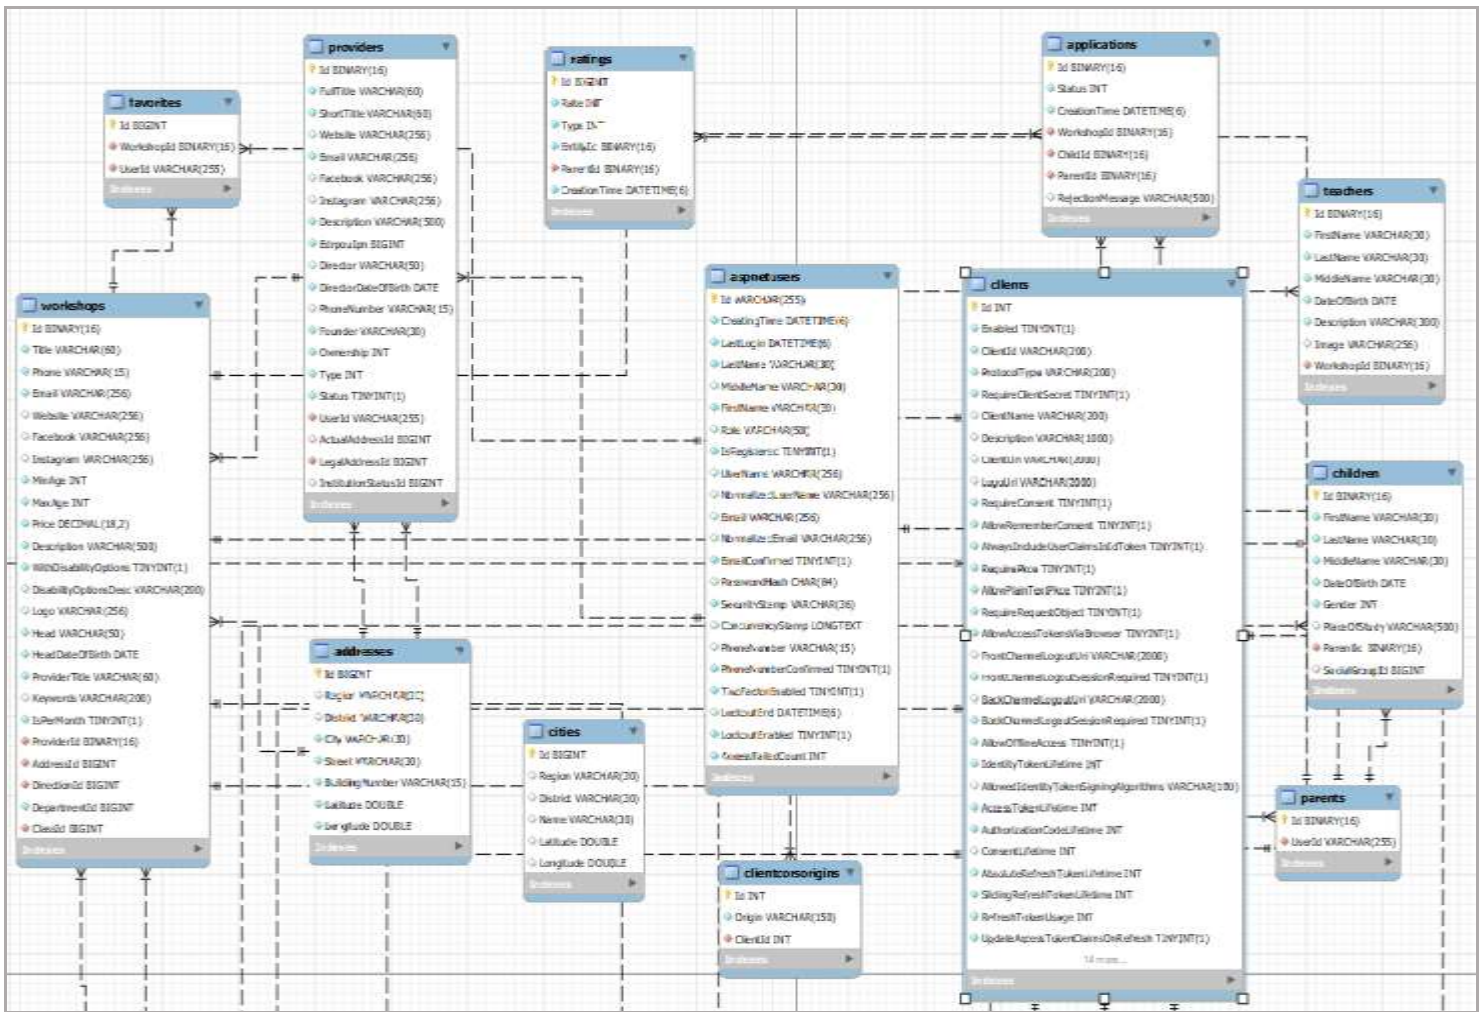 providers
Id BINARY(16)
FullTitle VARCHAR(60)
ShortTitle VARCHAR(60)
Website VARCHAR(256)
Email VARCHAR(256)
Facebook VARCHAR(256)
Instagram VARCHAR(256)
Description VARCHAR(500)
EdrpouIpn BIGINT
Director VARCHAR(50)
DirectorDateOfBirth DATE
PhoneNumber VARCHAR(15)
Founder VARCHAR(30)
Ownership INT
Type INT
Status TINYINT(1)
UserId VARCHAR(255)
ActualAddressId BIGINT
LegalAddressId BIGINT
InstitutionStatusId BIGINT
Indexes
ratings
Id BIGINT
Rate INT
Type INT
EntityId BINARY(16)
ParentId BINARY(16)
CreationTime DATETIME(6)
Indexes
applications
Id BINARY(16)
Status INT
CreationTime DATETIME(6)
WorkshopId BINARY(16)
ChildId BINARY(16)
ParentId BINARY(16)
RejectionMessage VARCHAR(500)
Indexes
favorites
Id BIGINT
WorkshopId BINARY(16)
UserId VARCHAR(255)
Indexes
teachers
Id BINARY(16)
FirstName VARCHAR(30)
LastName VARCHAR(30)
MiddleName VARCHAR(30)
DateOfBirth DATE
Description VARCHAR(300)
Image VARCHAR(256)
WorkshopId BINARY(16)
Indexes
workshops
Id BINARY(16)
Title VARCHAR(60)
Phone VARCHAR(15)
Email VARCHAR(256)
Website VARCHAR(256)
Facebook VARCHAR(256)
Instagram VARCHAR(256)
MinAge INT
MaxAge INT
Price DECIMAL(18,2)
Description VARCHAR(500)
WithDisabilityOptions TINYINT(1)
DisabilityOptionsDesc VARCHAR(200)
Logo VARCHAR(256)
Head VARCHAR(50)
HeadDateOfBirth DATE
ProviderTitle VARCHAR(60)
Keywords VARCHAR(200)
IsPerMonth TINYINT(1)
ProviderId BINARY(16)
AddressId BIGINT
DirectionId BIGINT
DepartmentId BIGINT
ClassId BIGINT
Indexes
aspnetusers
Id VARCHAR(255)
CreatingTime DATETIME(6)
LastLogin DATETIME(6)
LastName VARCHAR(30)
MiddleName VARCHAR(30)
FirstName VARCHAR(30)
Role VARCHAR(50)
IsRegistered TINYINT(1)
UserName VARCHAR(256)
NormalizedUserName VARCHAR(256)
Email VARCHAR(256)
NormalizedEmail VARCHAR(256)
EmailConfirmed TINYINT(1)
PasswordHash CHAR(84)
SecurityStamp VARCHAR(36)
ConcurrencyStamp LONGTEXT
PhoneNumber VARCHAR(15)
PhoneNumberConfirmed TINYINT(1)
TwoFactorEnabled TINYINT(1)
LockoutEnd DATETIME(6)
LockoutEnabled TINYINT(1)
AccessFailedCount INT
Indexes
clients
Id INT
Enabled TINYINT(1)
ClientId VARCHAR(200)
ProtocolType VARCHAR(200)
RequireClientSecret TINYINT(1)
ClientName VARCHAR(200)
Description VARCHAR(1000)
ClientUri VARCHAR(2000)
LogoUri VARCHAR(2000)
RequireConsent TINYINT(1)
AllowRememberConsent TINYINT(1)
AlwaysIncludeUserClaimsInIdToken TINYINT(1)
RequirePkce TINYINT(1)
AllowPlainTextPkce TINYINT(1)
RequireRequestObject TINYINT(1)
AllowAccessTokensViaBrowser TINYINT(1)
FrontChannelLogoutUri VARCHAR(2000)
FrontChannelLogoutSessionRequired TINYINT(1)
BackChannelLogoutUri VARCHAR(2000)
BackChannelLogoutSessionRequired TINYINT(1)
AllowOfflineAccess TINYINT(1)
IdentityTokenLifetime INT
AllowedIdentityTokenSigningAlgorithms VARCHAR(100)
AccessTokenLifetime INT
AuthorizationCodeLifetime INT
ConsentLifetime INT
AbsoluteRefreshTokenLifetime INT
SlidingRefreshTokenLifetime INT
RefreshTokenUsage INT
UpdateAccessTokenClaimsOnRefresh TINYINT(1)
14 more...
Indexes
children
Id BINARY(16)
FirstName VARCHAR(30)
LastName VARCHAR(30)
MiddleName VARCHAR(30)
DateOfBirth DATE
Gender INT
PlaceOfStudy VARCHAR(500)
ParentId BINARY(16)
SocialGroupId BIGINT
Indexes
addresses
Id BIGINT
Region VARCHAR(30)
District VARCHAR(30)
City VARCHAR(30)
Street VARCHAR(30)
BuildingNumber VARCHAR(15)
Latitude DOUBLE
Longitude DOUBLE
Indexes
cities
Id BIGINT
Region VARCHAR(20)
District VARCHAR(30)
Name VARCHAR(30)
Latitude DOUBLE
Longitude DOUBLE
Indexes
parents
Id BINARY(16)
UserId VARCHAR(255)
Indexes
clientcorsorigins
Id INT
Origin VARCHAR(150)
ClientId INT
Indexes